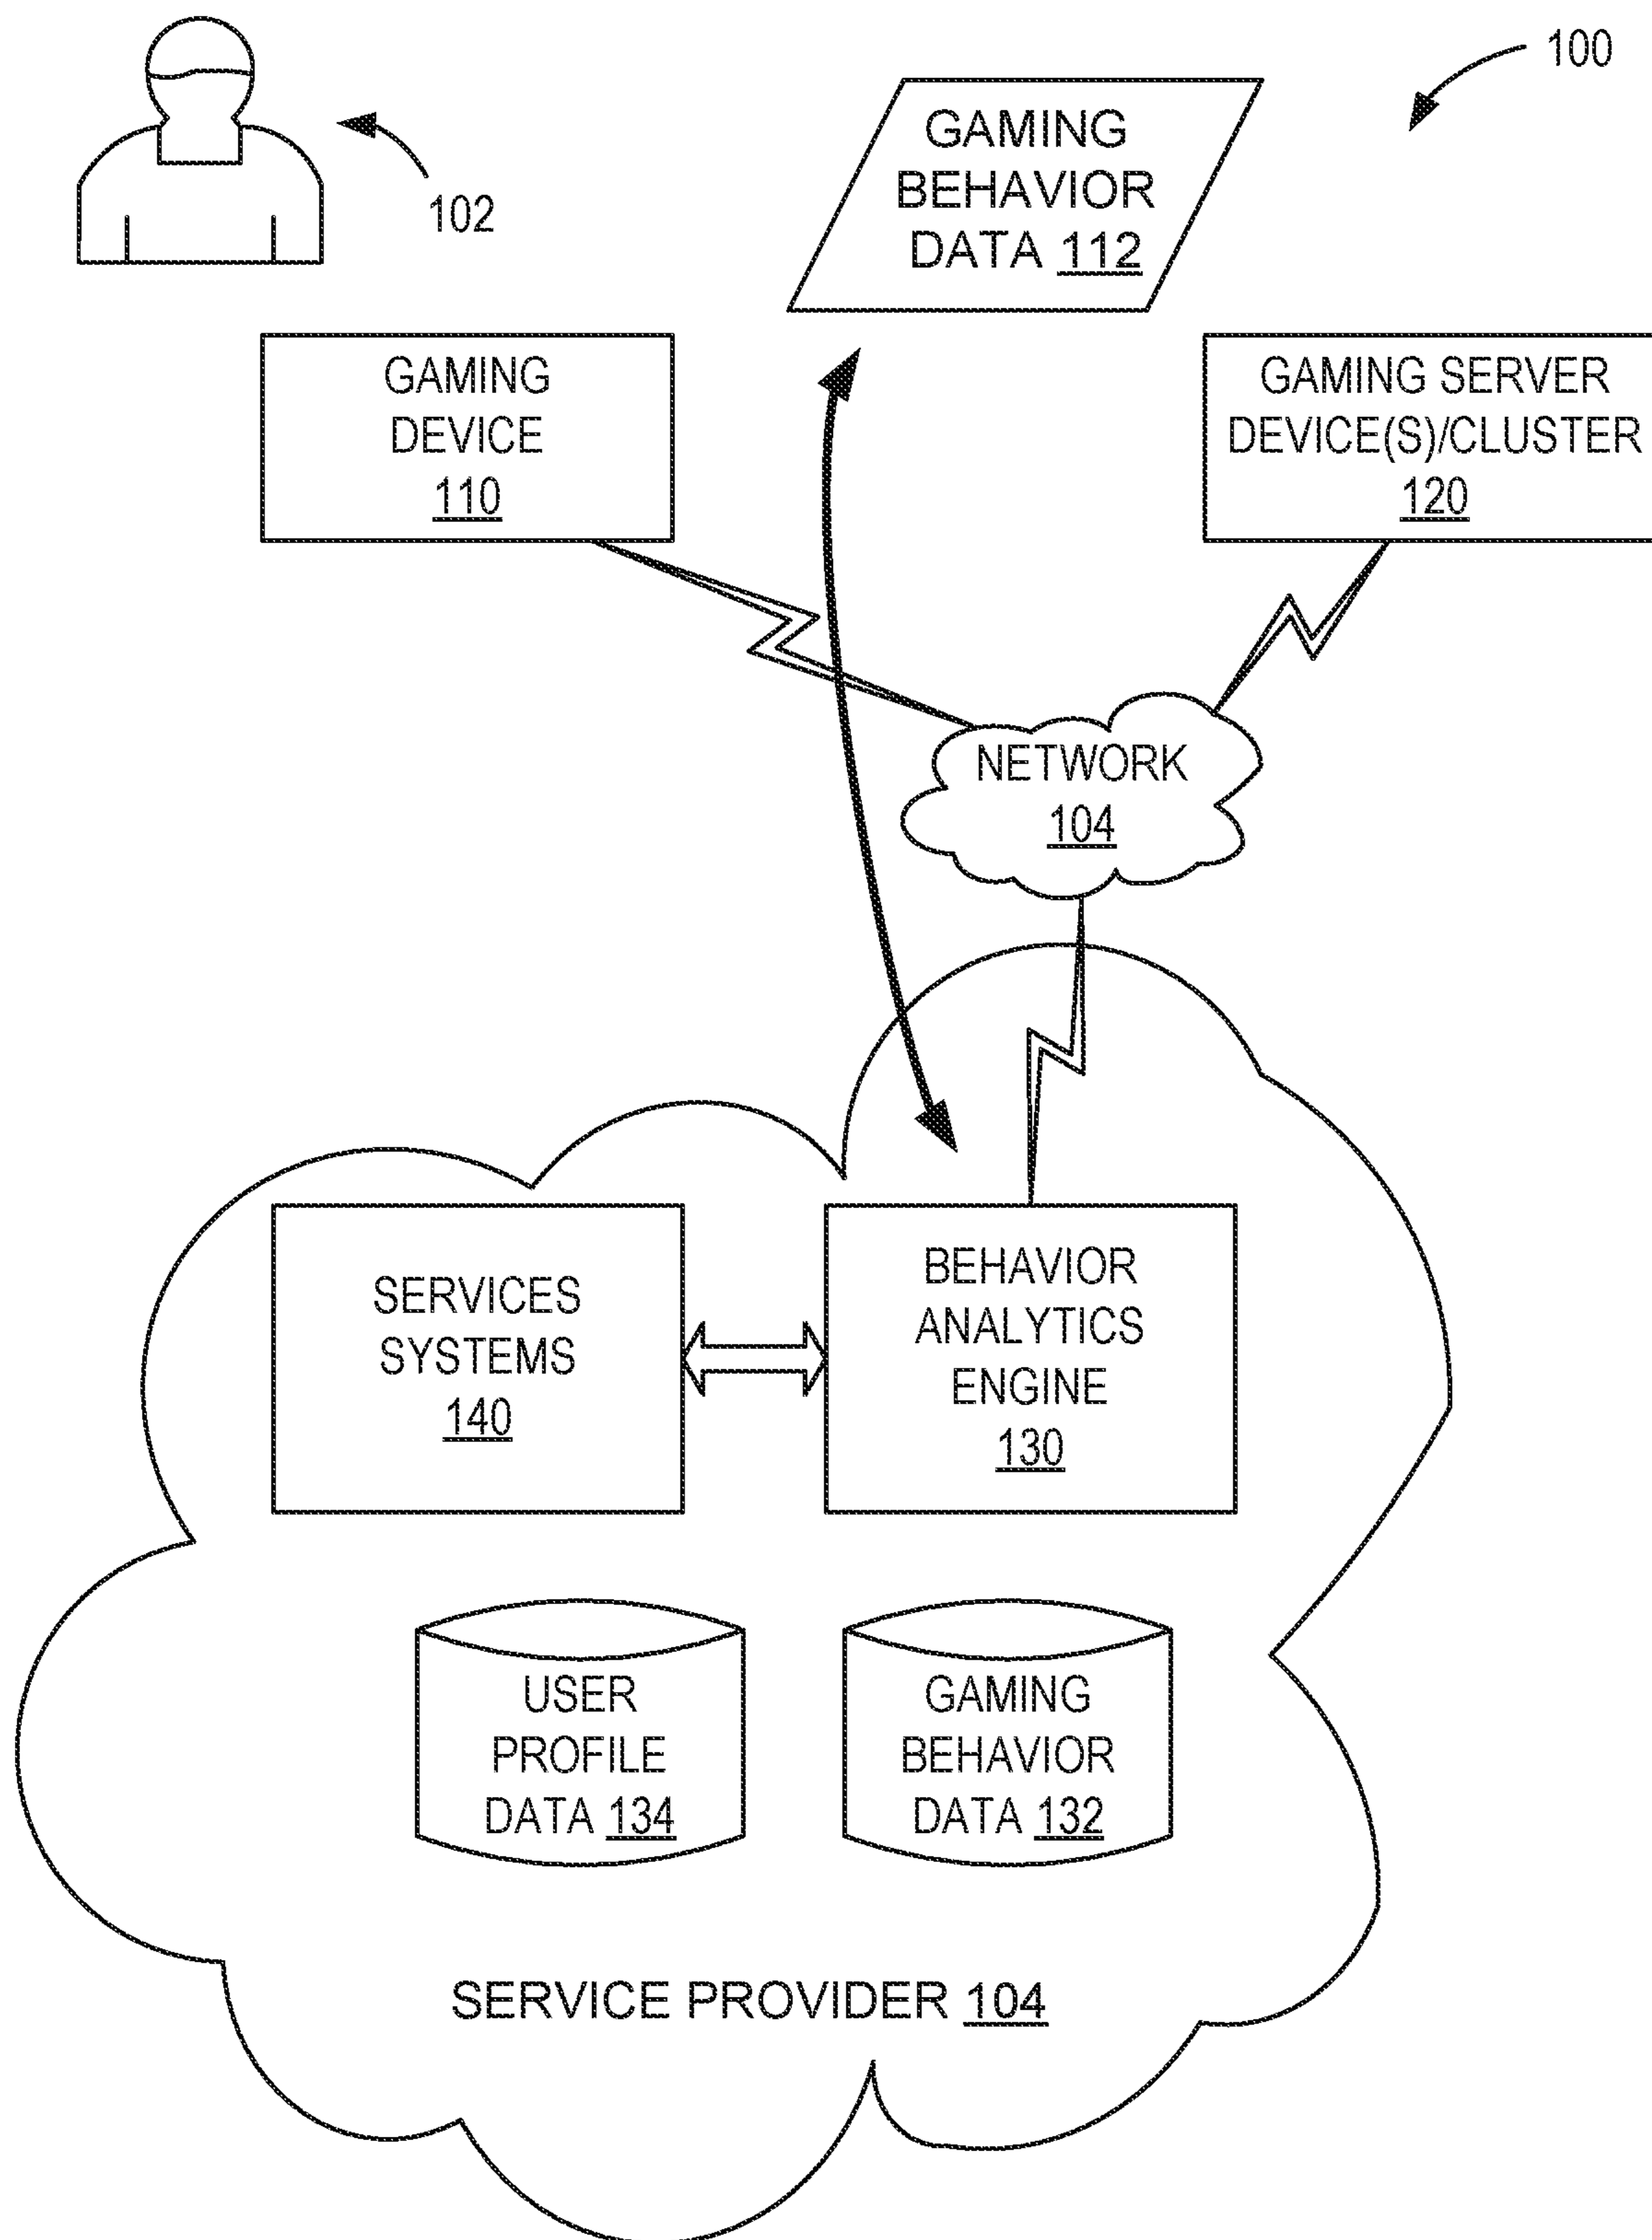 100
102
GAMING
BEHAVIOR
DATA 112
GAMING
DEVICE
110
GAMING SERVER
DEVICE(S)/CLUSTER
120
NETWORK
104
SERVICES
SYSTEMS
140
BEHAVIOR
ANALYTICS
ENGINE
130
USER
PROFILE
DATA 134
GAMING
BEHAVIOR
DATA 132
SERVICE PROVIDER 104